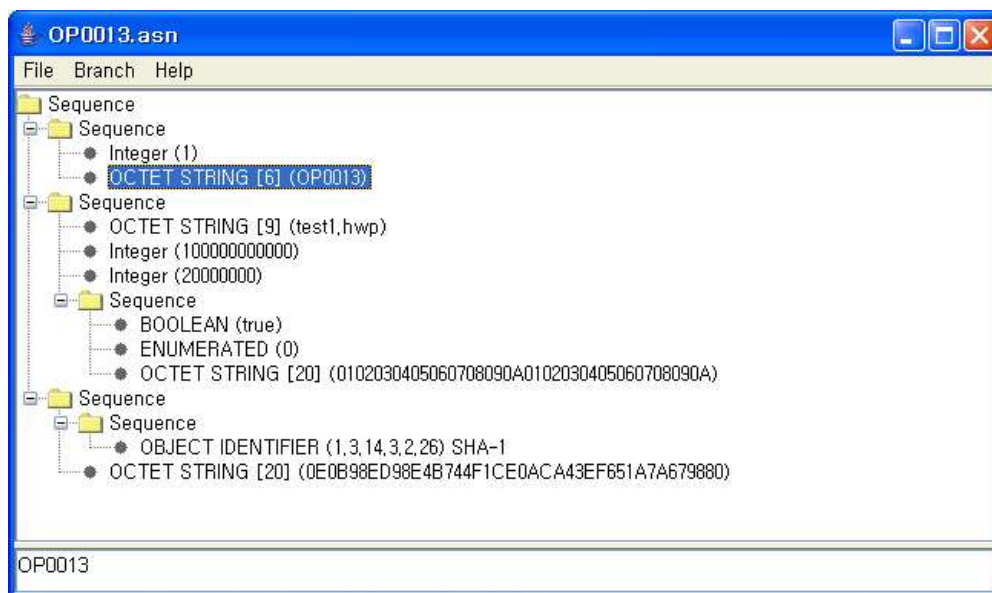 OP0013.asn
File Branch Help
Sequence
Sequence
Integer (1)
OCTET STRING [6] (OP0013)
Sequence
OCTET STRING [9] (test1.hwp)
Integer (100000000000)
Integer (20000000)
Sequence
BOOLEAN (true)
ENUMERATED (0)
OCTET STRING [20] (0102030405060708090A0102030405060708090A)
Sequence
Sequence
OBJECT IDENTIFIER (1.3.14.3.2.26) SHA-1
OCTET STRING [20] (0E0B98ED98E4B744F1CE0ACA43EF651A7A679880)
OP0013